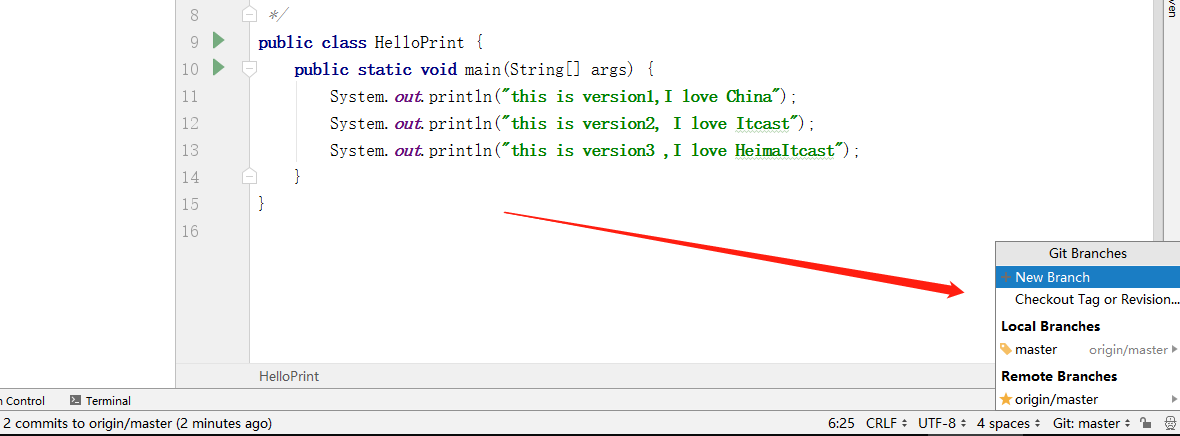 8 */
9 public class HelloPrint {
10 public static void main(String[] args) {
11 System.out.println("this is version1,I love China");
12 System.out.println("this is version2, I love Itcast");
13 System.out.println("this is version3 ,I love HeimaItcast");
14 }
15 }
16
ven
Git Branches
+ New Branch
Checkout Tag or Revision...
Local Branches
master origin/master
Remote Branches
origin/master
HelloPrint
n Control Terminal
2 commits to origin/master (2 minutes ago) 6:25 CRLF UTF-8 4 spaces Git: master